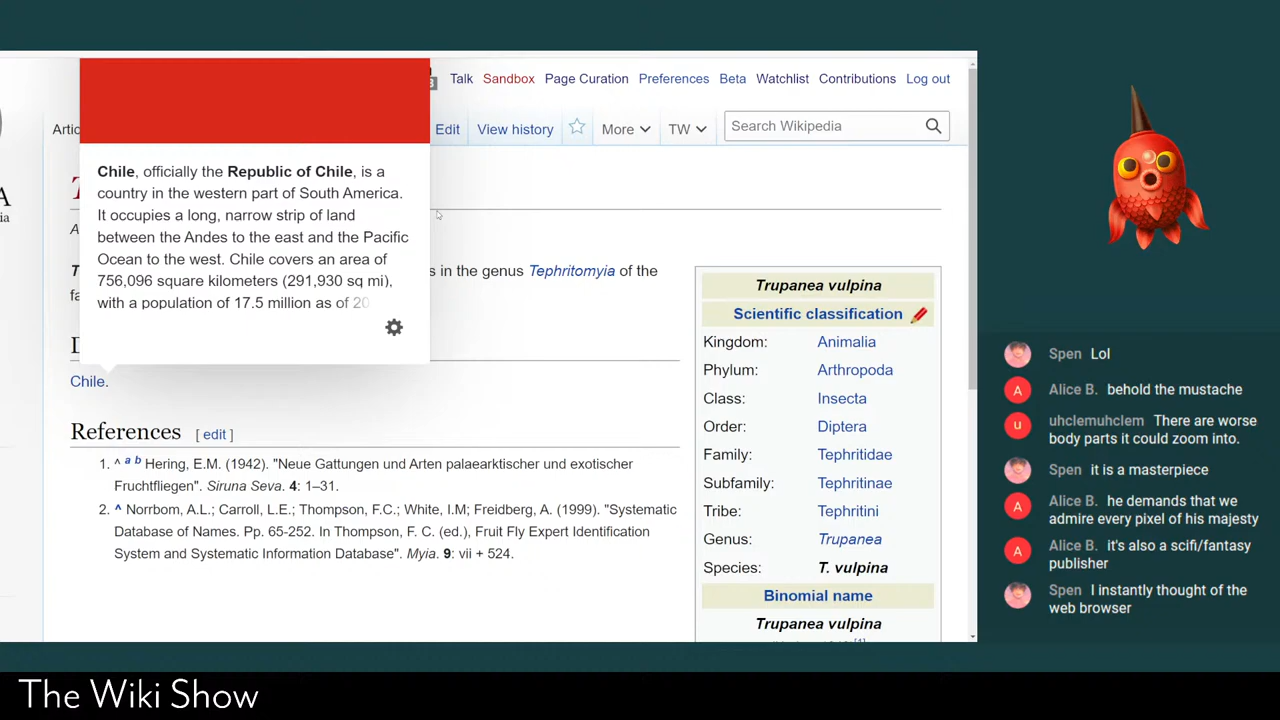 Talk Sandbox Page Curation Preferences Beta Watchlist Contributions Log out
Artic
Edit View history More TW Search Wikipedia
Chile, officially the Republic of Chile, is a
country in the western part of South America.
It occupies a long, narrow strip of land
between the Andes to the east and the Pacific
Ocean to the west. Chile covers an area of
756,096 square kilometers (291,930 sq mi),
with a population of 17.5 million as of 20
A
ia
T
A
s in the genus Tephritomyia of the
fa
D
Chile.
References [ edit ]
1. ^ a b Hering, E.M. (1942). "Neue Gattungen und Arten palaearktischer und exotischer
Fruchtfliegen". Siruna Seva. 4: 1–31.
2. ^ Norrbom, A.L.; Carroll, L.E.; Thompson, F.C.; White, I.M; Freidberg, A. (1999). "Systematic
Database of Names. Pp. 65-252. In Thompson, F. C. (ed.), Fruit Fly Expert Identification
System and Systematic Information Database". Myia. 9: vii + 524.
Trupanea vulpina
Scientific classification
Kingdom: Animalia
Phylum: Arthropoda
Class: Insecta
Order: Diptera
Family: Tephritidae
Subfamily: Tephritinae
Tribe: Tephritini
Genus: Trupanea
Species: T. vulpina
Binomial name
Trupanea vulpina
Spen Lol
A Alice B. behold the mustache
u uhclemuhclem There are worse
body parts it could zoom into.
Spen it is a masterpiece
A Alice B. he demands that we
admire every pixel of his majesty
A Alice B. it's also a scifi/fantasy
publisher
Spen I instantly thought of the
web browser
The Wiki Show